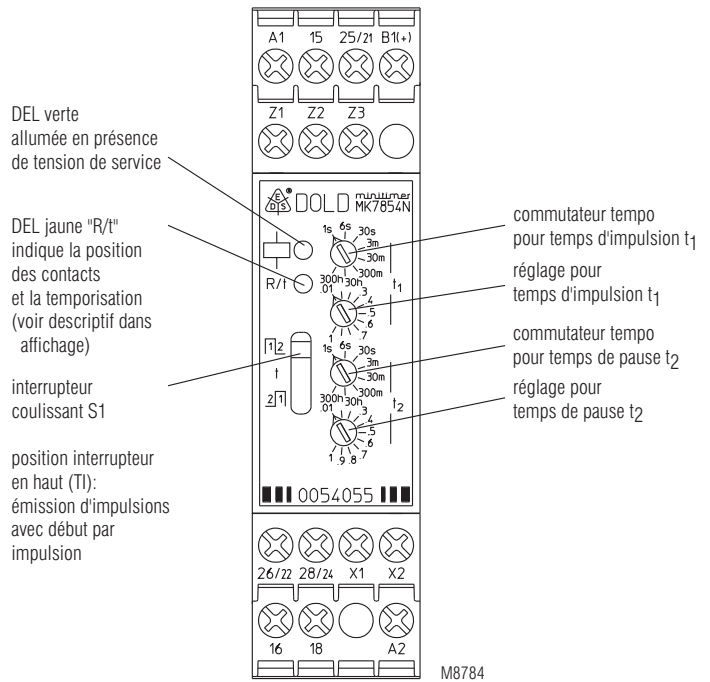 A1 15 25/21 B1(+)
Z1 Z2 Z3
DEL verte
allumée en présence
de tension de service
DEL jaune "R/t"
indique la position
des contacts
et la temporisation
(voir descriptif dans
affichage)
interrupteur
coulissant S1
position interrupteur
en haut (TI):
émission d'impulsions
avec début par
impulsion
E
D S
® DOLD minitimer
MK7854N
R/t
1 2
t
2 1
1s 6s 30s
3m
30m
300m
300h 30h
t1
.01 .3
.4
.5
.6
.7
1
1s 6s 30s
3m
30m
300m
300h 30h
t2
.01 .3
.4
.5
.6
1 .9 .8 .7
0054055
commutateur tempo
pour temps d'impulsion t1
réglage pour
temps d'impulsion t1
commutateur tempo
pour temps de pause t2
réglage pour
temps de pause t2
26/22 28/24 X1 X2
16 18 A2
M8784